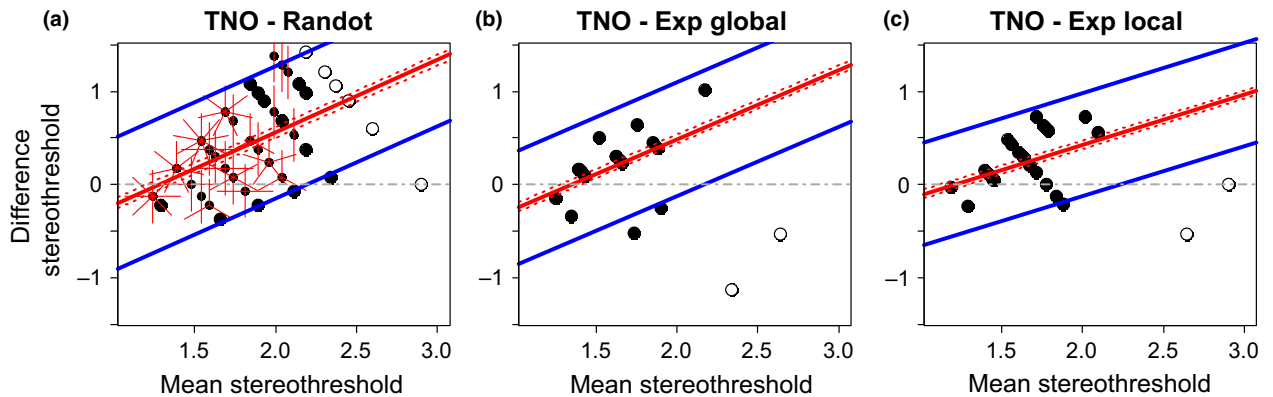 (a) TNO - Randot
(b) TNO - Exp global
(c) TNO - Exp local
Difference
stereothreshold
1
0
−1
1.5 2.0 2.5 3.0
Mean stereothreshold
1
0
−1
1.5 2.0 2.5 3.0
Mean stereothreshold
1
0
−1
1.5 2.0 2.5 3.0
Mean stereothreshold